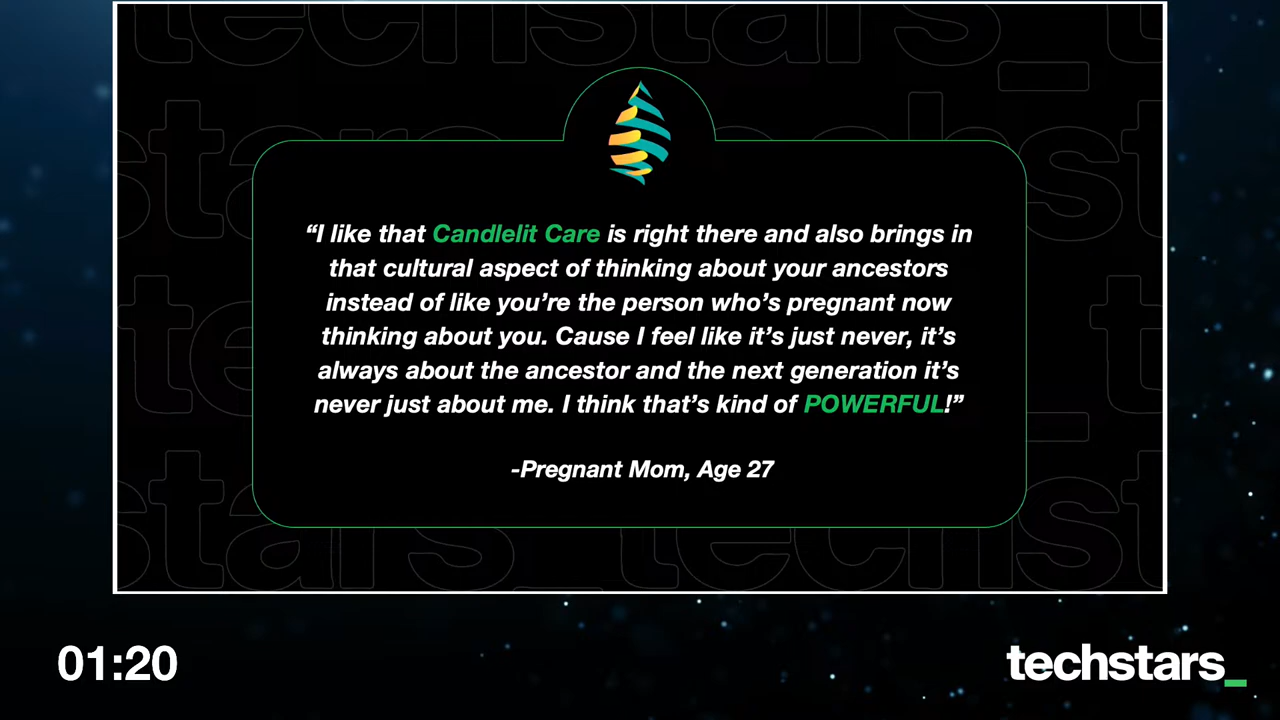 “I like that Candlelit Care is right there and also brings in
that cultural aspect of thinking about your ancestors
instead of like you’re the person who’s pregnant now
thinking about you. Cause I feel like it’s just never, it’s
always about the ancestor and the next generation it’s
never just about me. I think that’s kind of POWERFUL!”
-Pregnant Mom, Age 27
01:20
techstars_